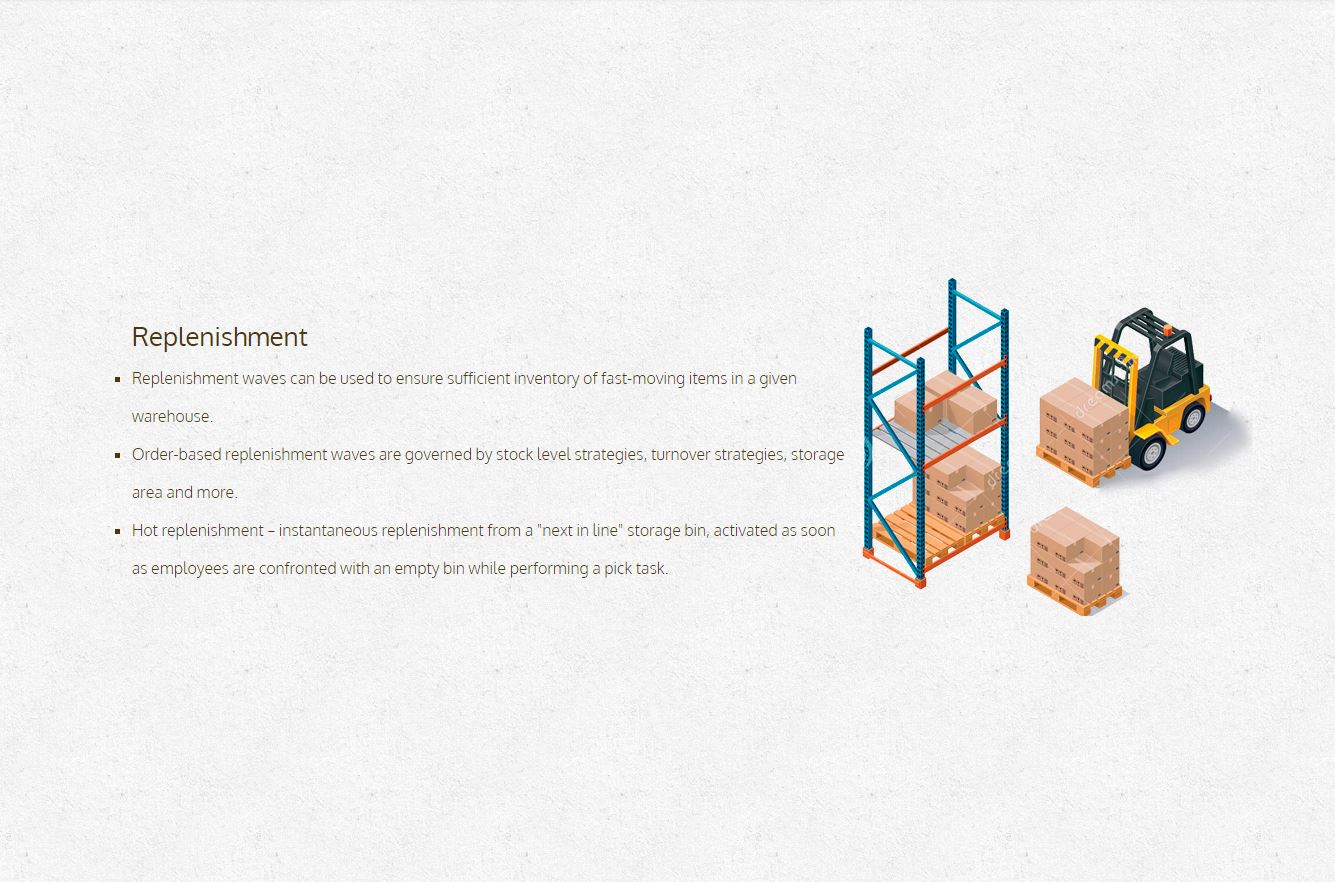 Replenishment
▪ Replenishment waves can be used to ensure sufficient inventory of fast-moving items in a given
warehouse.
▪ Order-based replenishment waves are governed by stock level strategies, turnover strategies, storage
area and more.
▪ Hot replenishment – instantaneous replenishment from a "next in line" storage bin, activated as soon
as employees are confronted with an empty bin while performing a pick task.